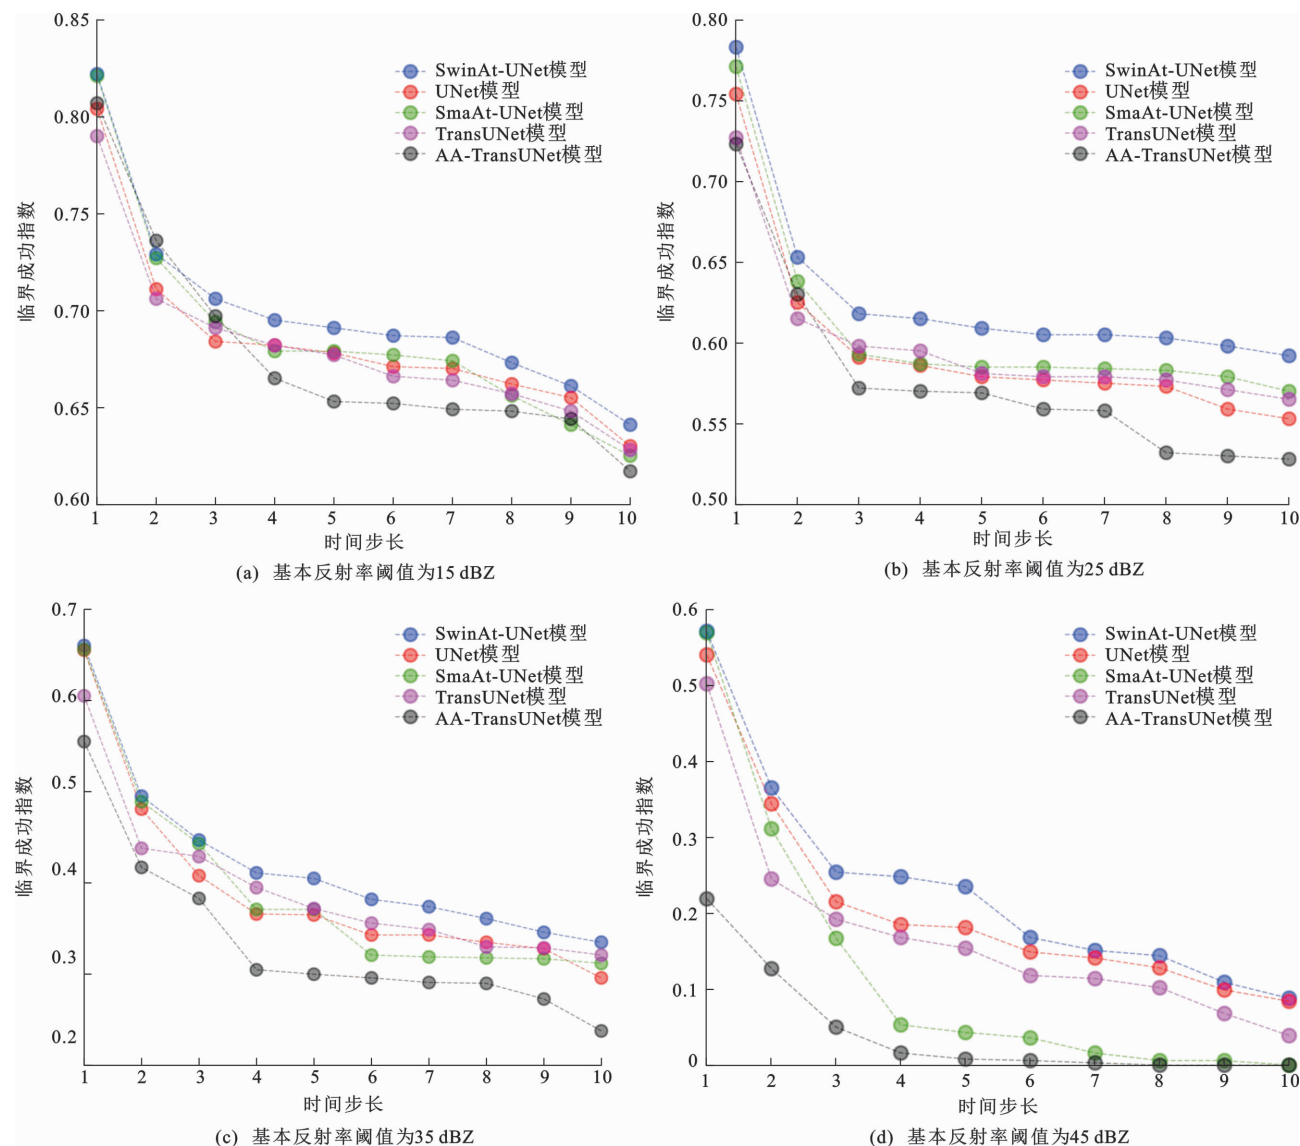 0.85
0.80
0.75
0.70
0.65
0.60
临界成功指数
SwinAt-UNet模型
UNet模型
SmaAt-UNet模型
TransUNet模型
AA-TransUNet模型
1 2 3 4 5 6 7 8 9 10
时间步长
(a) 基本反射率阈值为15 dBZ
0.80
0.75
0.70
0.65
0.60
0.55
0.50
临界成功指数
SwinAt-UNet模型
UNet模型
SmaAt-UNet模型
TransUNet模型
AA-TransUNet模型
1 2 3 4 5 6 7 8 9 10
时间步长
(b) 基本反射率阈值为25 dBZ
0.7
0.6
0.5
0.4
0.3
0.2
临界成功指数
SwinAt-UNet模型
UNet模型
SmaAt-UNet模型
TransUNet模型
AA-TransUNet模型
1 2 3 4 5 6 7 8 9 10
时间步长
(c) 基本反射率阈值为35 dBZ
0.6
0.5
0.4
0.3
0.2
0.1
0
临界成功指数
SwinAt-UNet模型
UNet模型
SmaAt-UNet模型
TransUNet模型
AA-TransUNet模型
1 2 3 4 5 6 7 8 9 10
时间步长
(d) 基本反射率阈值为45 dBZ